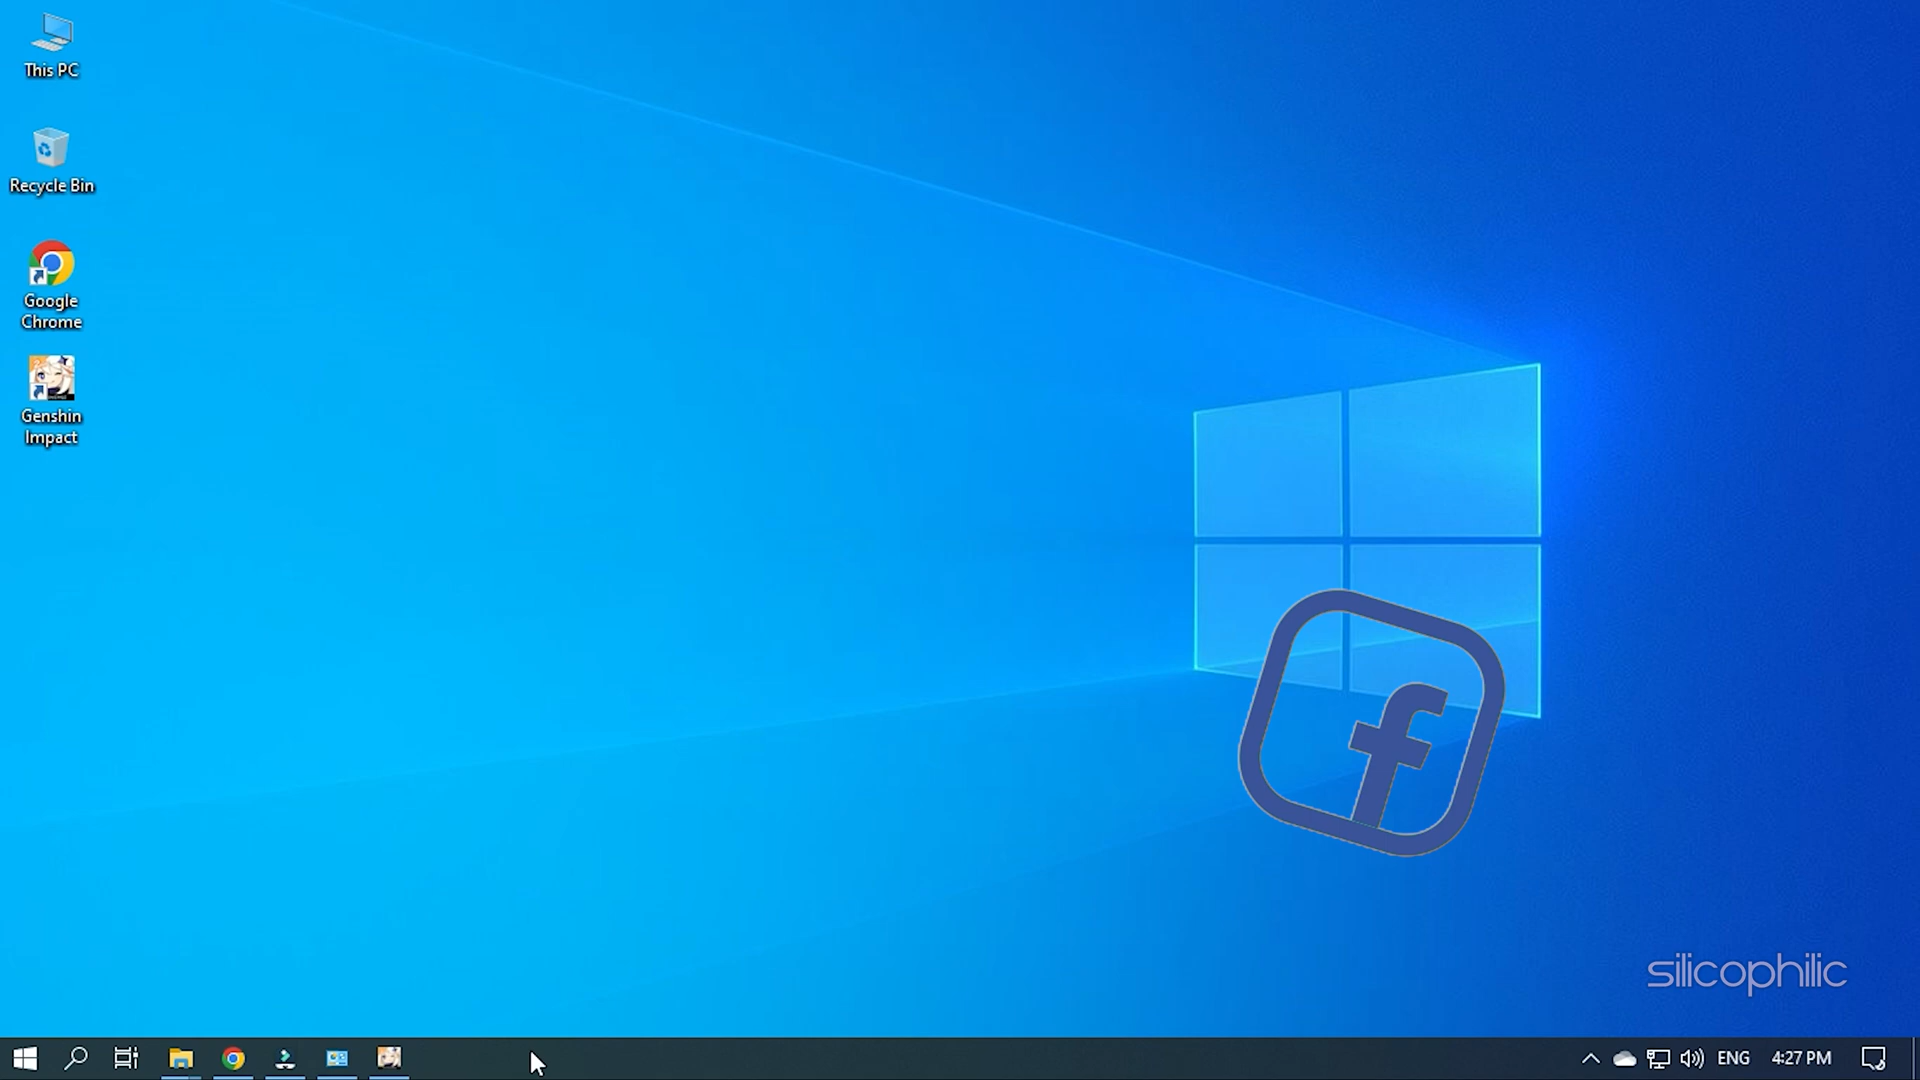 This PC
Recycle Bin
Google
Chrome
Genshin
Impact
f
silicophilic
ENG
4:27 PM